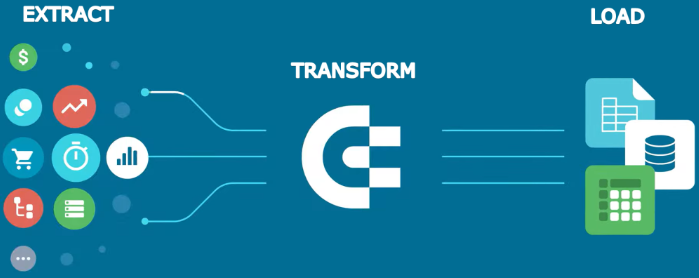 EXTRACT
LOAD
TRANSFORM
$